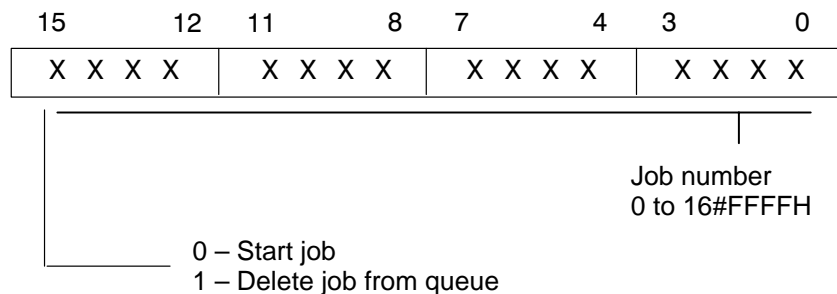 15 12 11 8 7 4 3 0
X X X X X X X X X X X X X X X X
Job number
0 to 16#FFFFH
0 – Start job
1 – Delete job from queue